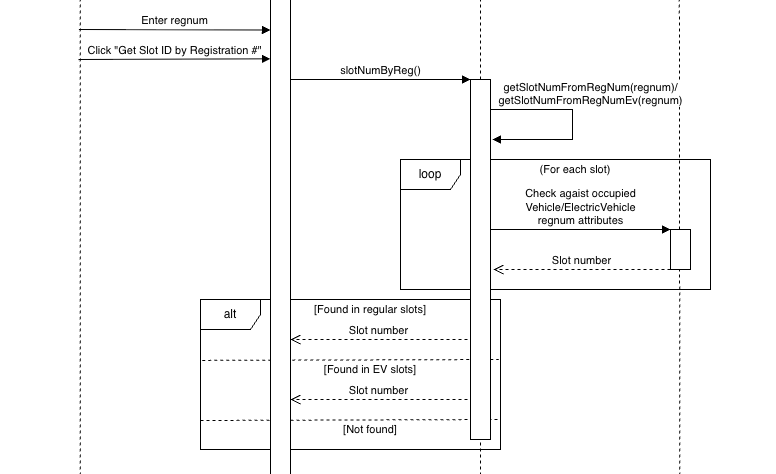 Enter regnum
Click "Get Slot ID by Registration #"
slotNumByReg()
getSlotNumFromRegNum(regnum)/
getSlotNumFromRegNumEv(regnum)
loop
(For each slot)
Check agaist occupied
Vehicle/ElectricVehicle
regnum attributes
Slot number
alt
[Found in regular slots]
Slot number
[Found in EV slots]
Slot number
[Not found]